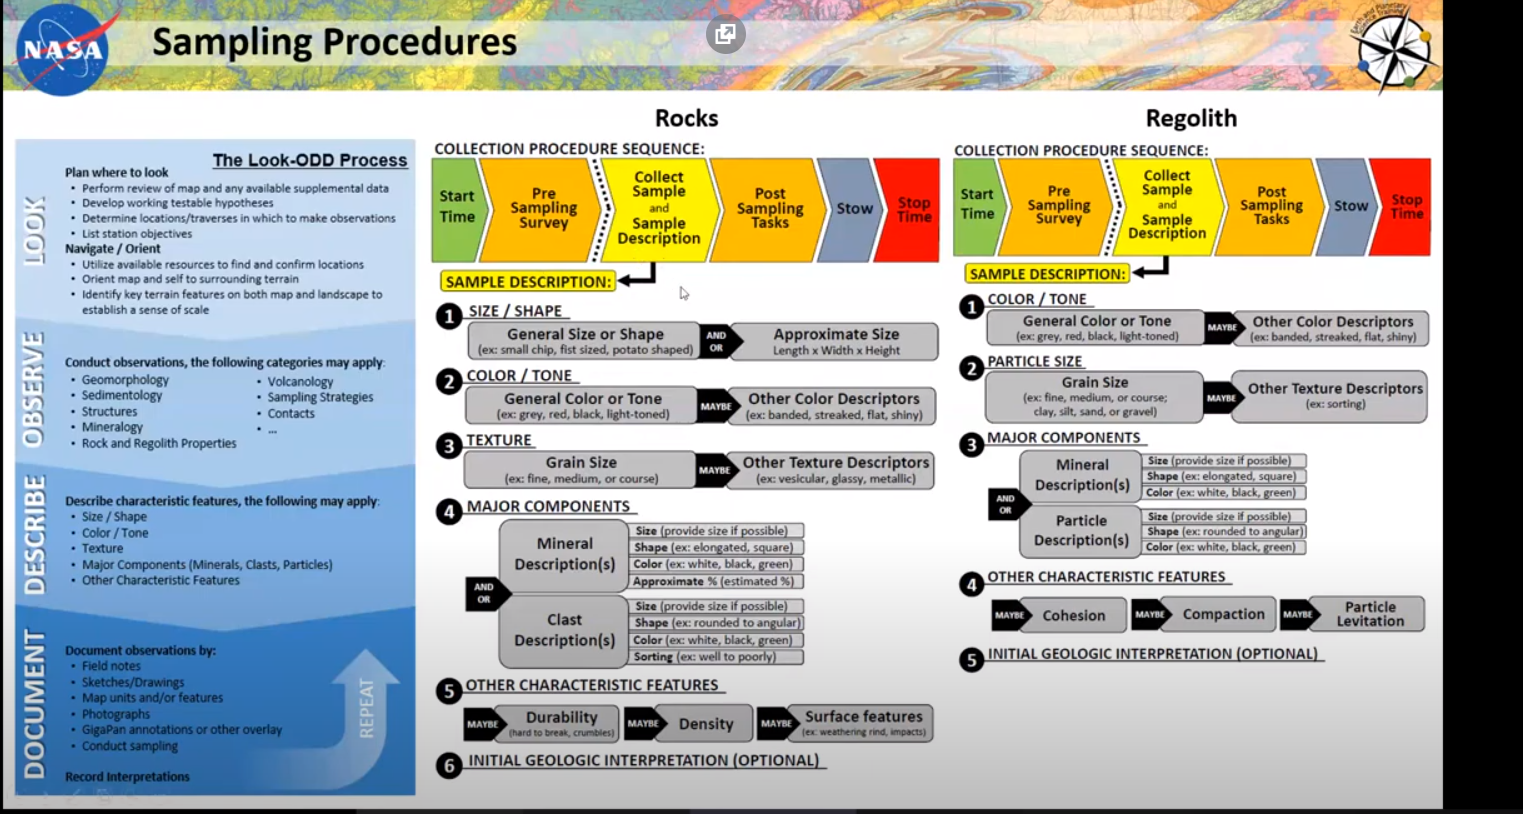 NASA
Sampling Procedures
Earth and Planetary
Science Training
The Look-ODD Process
LOOK
Plan where to look
• Perform review of map and any available supplemental data
• Develop working testable hypotheses
• Determine locations/traverses in which to make observations
• List station objectives
Navigate / Orient
• Utilize available resources to find and confirm locations
• Orient map and self to surrounding terrain
• Identify key terrain features on both map and landscape to
establish a sense of scale
OBSERVE
Conduct observations, the following categories may apply:
• Geomorphology
• Sedimentology
• Structures
• Mineralogy
• Rock and Regolith Properties
• Volcanology
• Sampling Strategies
• Contacts
• ...
DESCRIBE
Describe characteristic features, the following may apply:
• Size / Shape
• Color / Tone
• Texture
• Major Components (Minerals, Clasts, Particles)
• Other Characteristic Features
DOCUMENT
Document observations by:
• Field notes
• Sketches/Drawings
• Map units and/or features
• Photographs
• GigaPan annotations or other overlay
• Conduct sampling
Record Interpretations
REPEAT
Rocks
COLLECTION PROCEDURE SEQUENCE:
Start
Time
Pre
Sampling
Survey
Collect
Sample
and
Sample
Description
Post
Sampling
Tasks
Stow
Stop
Time
SAMPLE DESCRIPTION:
1 SIZE / SHAPE
General Size or Shape
(ex: small chip, fist sized, potato shaped)
AND
OR
Approximate Size
Length x Width x Height
2 COLOR / TONE
General Color or Tone
(ex: grey, red, black, light-toned)
MAYBE
Other Color Descriptors
(ex: banded, streaked, flat, shiny)
3 TEXTURE
Grain Size
(ex: fine, medium, or course)
MAYBE
Other Texture Descriptors
(ex: vesicular, glassy, metallic)
4 MAJOR COMPONENTS
AND
OR
Mineral
Description(s)
Size (provide size if possible)
Shape (ex: elongated, square)
Color (ex: white, black, green)
Approximate % (estimated %)
Clast
Description(s)
Size (provide size if possible)
Shape (ex: rounded to angular)
Color (ex: white, black, green)
Sorting (ex: well to poorly)
5 OTHER CHARACTERISTIC FEATURES
MAYBE
Durability
(hard to break, crumbles)
MAYBE
Density
MAYBE
Surface features
(ex: weathering rind, impacts)
6 INITIAL GEOLOGIC INTERPRETATION (OPTIONAL)
Regolith
COLLECTION PROCEDURE SEQUENCE:
Start
Time
Pre
Sampling
Survey
Collect
Sample
and
Sample
Description
Post
Sampling
Tasks
Stow
Stop
Time
SAMPLE DESCRIPTION:
1 COLOR / TONE
General Color or Tone
(ex: grey, red, black, light-toned)
MAYBE
Other Color Descriptors
(ex: banded, streaked, flat, shiny)
2 PARTICLE SIZE
Grain Size
(ex: fine, medium, or course;
clay, silt, sand, or gravel)
MAYBE
Other Texture Descriptors
(ex: sorting)
3 MAJOR COMPONENTS
AND
OR
Mineral
Description(s)
Size (provide size if possible)
Shape (ex: elongated, square)
Color (ex: white, black, green)
Particle
Description(s)
Size (provide size if possible)
Shape (ex: rounded to angular)
Color (ex: white, black, green)
4 OTHER CHARACTERISTIC FEATURES
MAYBE
Cohesion
MAYBE
Compaction
MAYBE
Particle
Levitation
5 INITIAL GEOLOGIC INTERPRETATION (OPTIONAL)